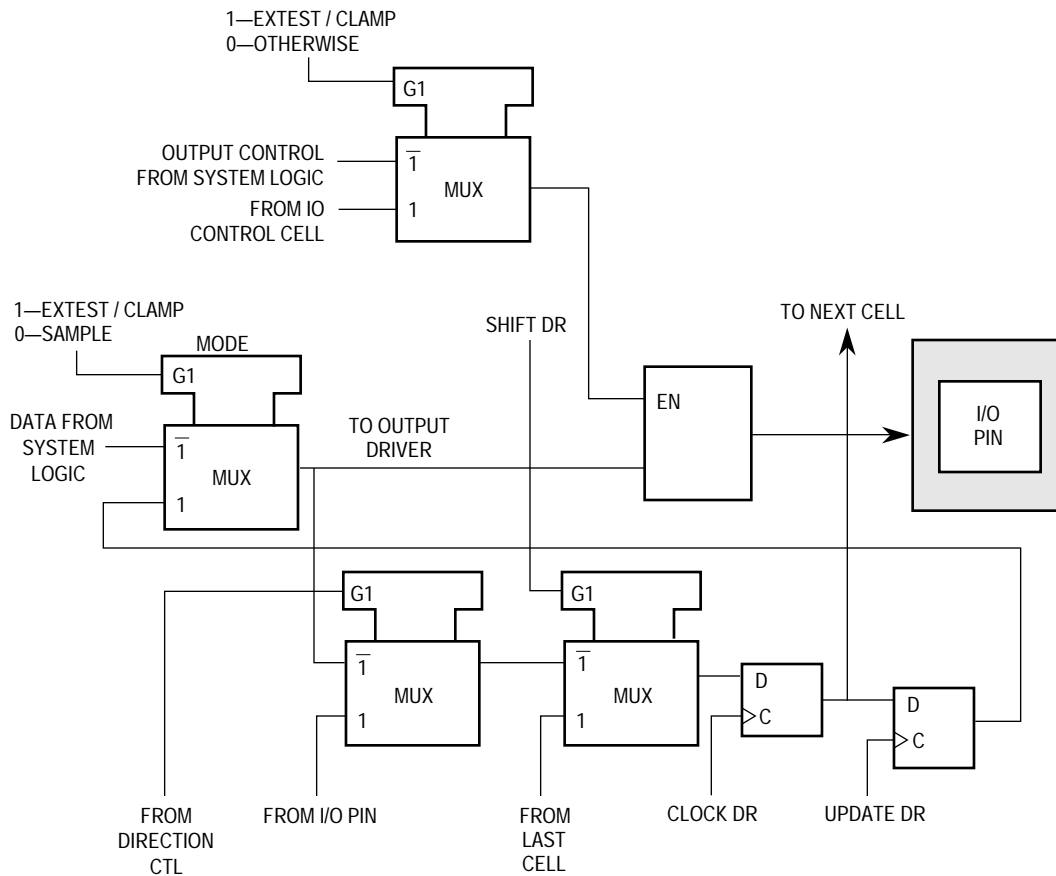 1—EXTEST / CLAMP
0—OTHERWISE
G1
OUTPUT CONTROL
FROM SYSTEM LOGIC
1̅
MUX
FROM IO
CONTROL CELL
1
1—EXTEST / CLAMP
0—SAMPLE
MODE
G1
DATA FROM
SYSTEM
LOGIC
1̅
MUX
1
TO OUTPUT
DRIVER
SHIFT DR
TO NEXT CELL
EN
I/O
PIN
G1
1̅
MUX
1
G1
1̅
MUX
1
D
C
D
C
FROM
DIRECTION
CTL
FROM I/O PIN
FROM
LAST
CELL
CLOCK DR
UPDATE DR